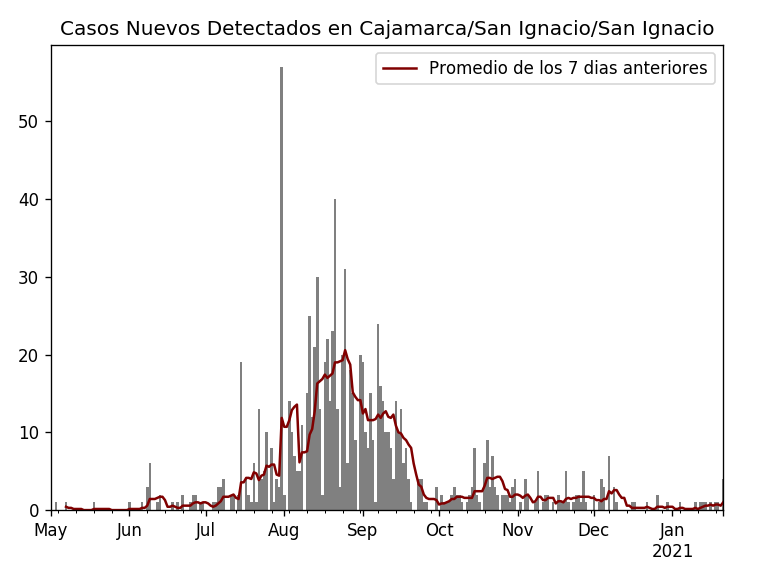 Casos Nuevos Detectados en Cajamarca/San Ignacio/San Ignacio
Promedio de los 7 dias anteriores
50
40
30
20
10
0
May Jun Jul Aug Sep Oct Nov Dec Jan
2021